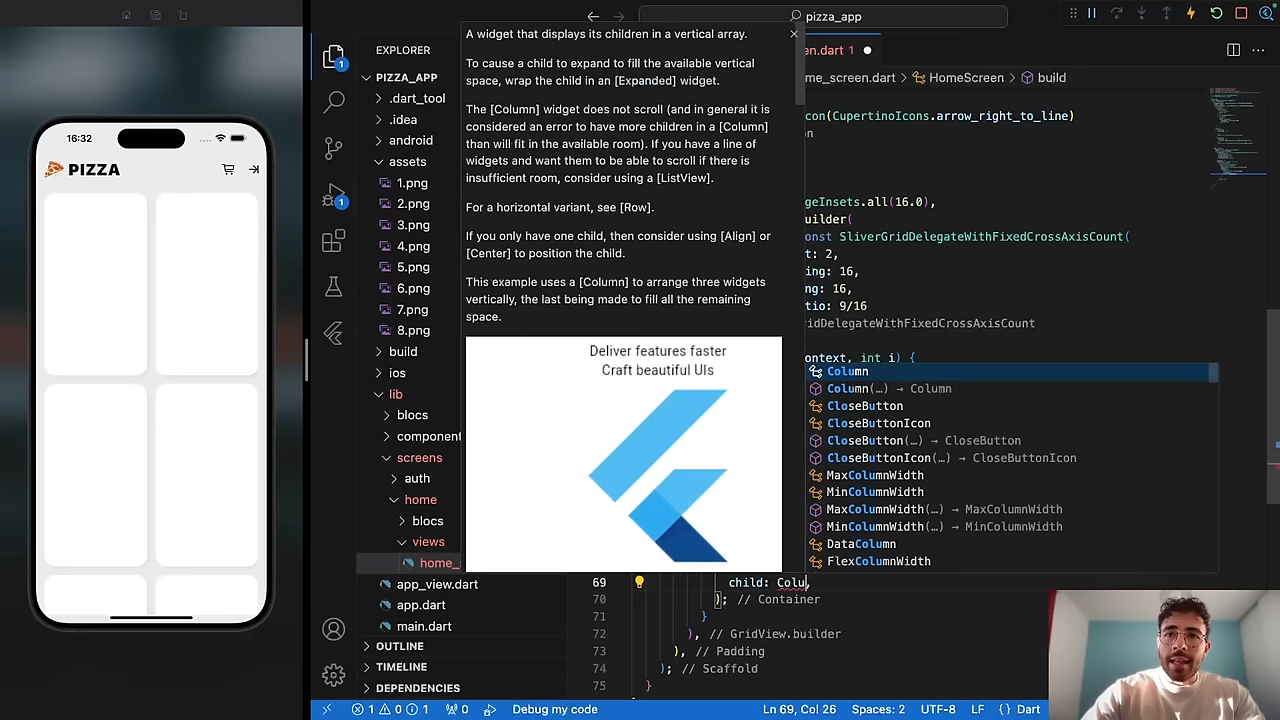 16:32
PIZZA
pizza_app
EXPLORER
PIZZA_APP
.dart_tool
.idea
android
assets
1.png
2.png
3.png
4.png
5.png
6.png
7.png
8.png
build
ios
lib
blocs
component
screens
auth
home
blocs
views
home_
app_view.dart
app.dart
main.dart
OUTLINE
TIMELINE
DEPENDENCIES
1
1
A widget that displays its children in a vertical array.
To cause a child to expand to fill the available vertical
space, wrap the child in an [Expanded] widget.
The [Column] widget does not scroll (and in general it is
considered an error to have more children in a [Column]
than will fit in the available room). If you have a line of
widgets and want them to be able to scroll if there is
insufficient room, consider using a [ListView].
For a horizontal variant, see [Row].
If you only have one child, then consider using [Align] or
[Center] to position the child.
This example uses a [Column] to arrange three widgets
vertically, the last being made to fill all the remaining
space.
Deliver features faster
Craft beautiful UIs
en.dart 1
me_screen.dart > HomeScreen > build
con(CupertinoIcons.arrow_right_to_line)
on
geInsets.all(16.0),
uilder(
onst SliverGridDelegateWithFixedCrossAxisCount(
t: 2,
ing: 16,
ng: 16,
tio: 9/16
ridDelegateWithFixedCrossAxisCount
ontext, int i) {
Column
Column(…) → Column
CloseButton
CloseButtonIcon
CloseButton(…) → CloseButton
CloseButtonIcon(…) → CloseButtonIcon
MaxColumnWidth
MinColumnWidth
MaxColumnWidth(…) → MaxColumnWidth
MinColumnWidth(…) → MinColumnWidth
DataColumn
FlexColumnWidth
69 child: Colu,
70 ); // Container
71 }
72 ), // GridView.builder
73 ), // Padding
74 ); // Scaffold
75 }
1 0 1 0 Debug my code Ln 69, Col 26 Spaces: 2 UTF-8 LF {} Dart